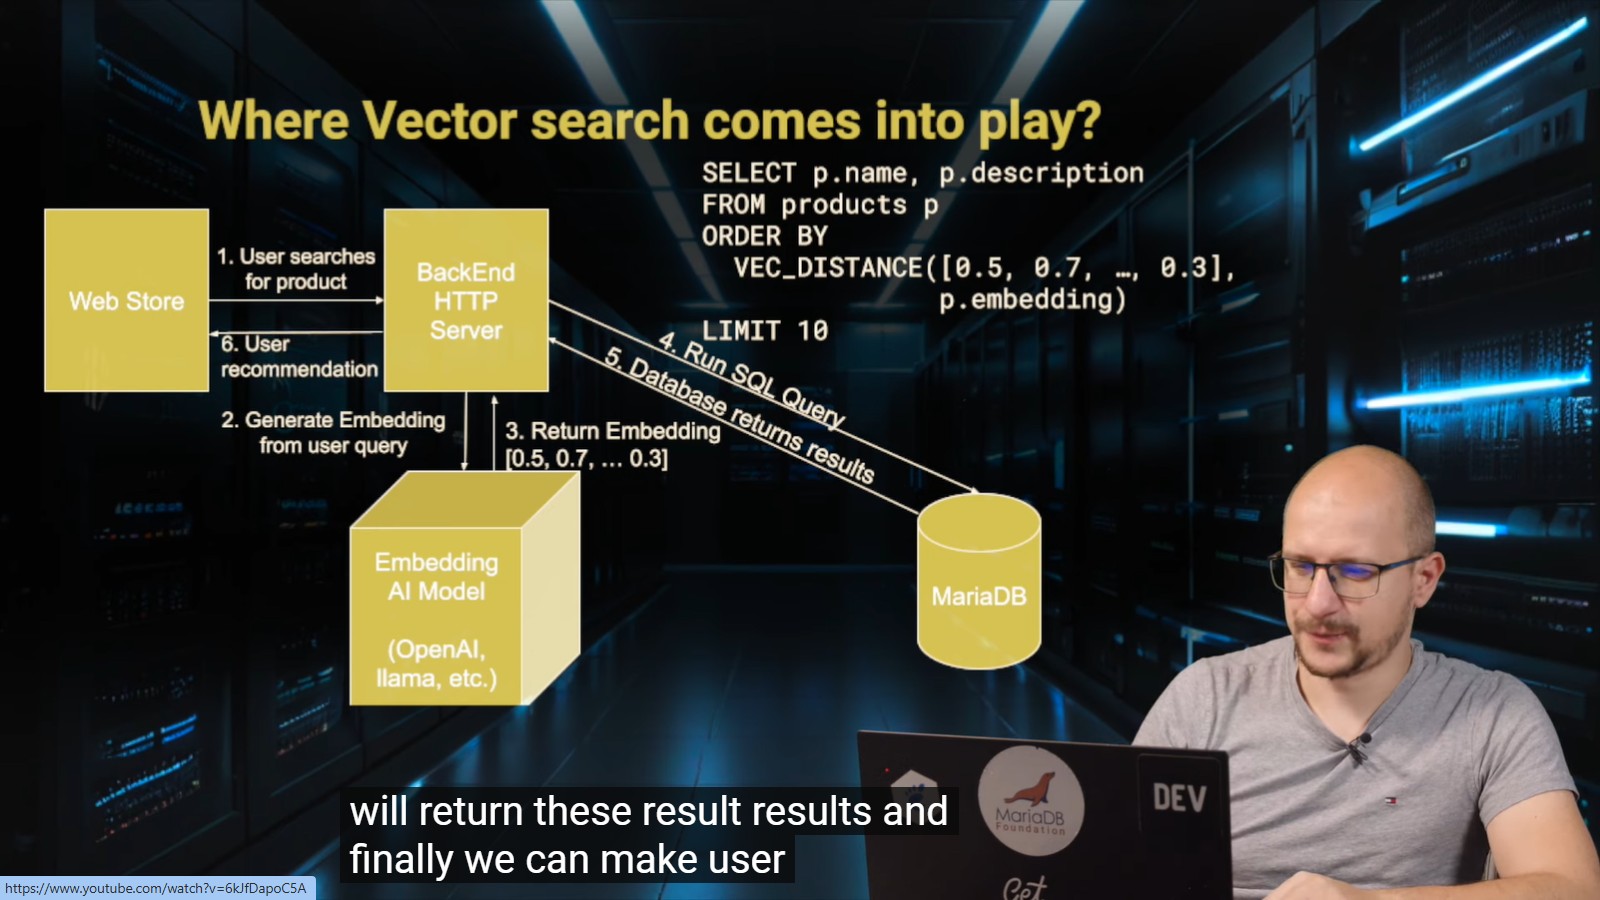 Where Vector search comes into play?
SELECT p.name, p.description
FROM products p
ORDER BY
VEC_DISTANCE([0.5, 0.7, …, 0.3],
p.embedding)
LIMIT 10
Web Store
1. User searches
for product
6. User
recommendation
BackEnd
HTTP
Server
4. Run SQL Query
5. Database returns results
2. Generate Embedding
from user query
3. Return Embedding
[0.5, 0.7, … 0.3]
Embedding
AI Model
(OpenAI,
llama, etc.)
MariaDB
MariaDB
Foundation
DEV
Get
will return these result results and
finally we can make user
https://www.youtube.com/watch?v=6kJfDapoC5A